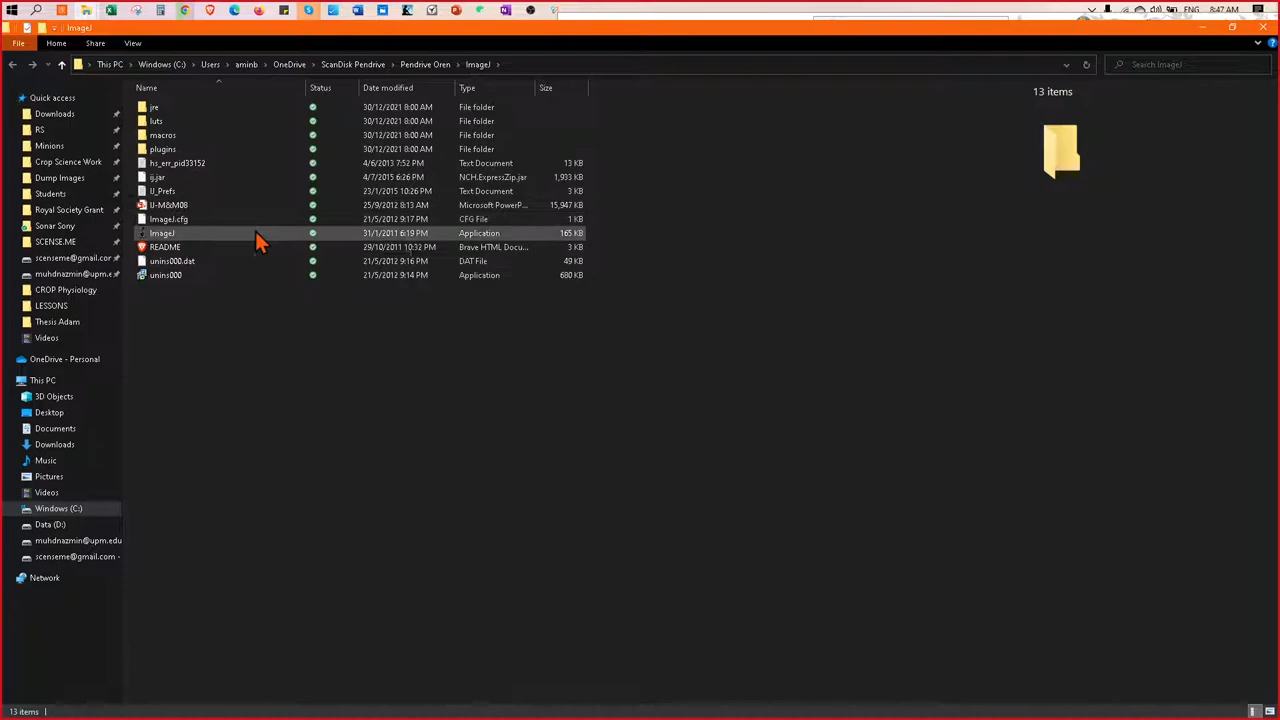 ENG 8:47 AM
ImageJ
File Home Share View
This PC Windows (C:) Users aminb OneDrive ScanDisk Pendrive Pendrive Oren ImageJ
Search ImageJ
Name Status Date modified Type Size
13 items
Quick access
Downloads
RS
Minions
Crop Science Work
Dump Images
Students
Royal Society Grant
Sonar Sony
SCENSE.ME
scenseme@gmail.cor
muhdnazmin@upm.e
CROP Physiology
LESSONS
Thesis Adam
Videos
OneDrive - Personal
This PC
3D Objects
Desktop
Documents
Downloads
Music
Pictures
Videos
Windows (C:)
Data (D:)
muhdnazmin@upm.edu
scenseme@gmail.com -
Network
jre 30/12/2021 8:00 AM File folder
luts 30/12/2021 8:00 AM File folder
macros 30/12/2021 8:00 AM File folder
plugins 30/12/2021 8:00 AM File folder
hs_err_pid33152 4/6/2013 7:52 PM Text Document 13 KB
ij.jar 4/7/2015 6:26 PM NCH.ExpressZip.jar 1,933 KB
IJ_Prefs 23/1/2015 10:26 PM Text Document 3 KB
IJ-M&M08 25/9/2012 8:13 AM Microsoft PowerP... 15,947 KB
ImageJ.cfg 21/5/2012 9:17 PM CFG File 1 KB
ImageJ 31/1/2011 6:19 PM Application 165 KB
README 29/10/2011 10:32 PM Brave HTML Docu... 3 KB
unins000.dat 21/5/2012 9:16 PM DAT File 49 KB
unins000 21/5/2012 9:14 PM Application 680 KB
13 items